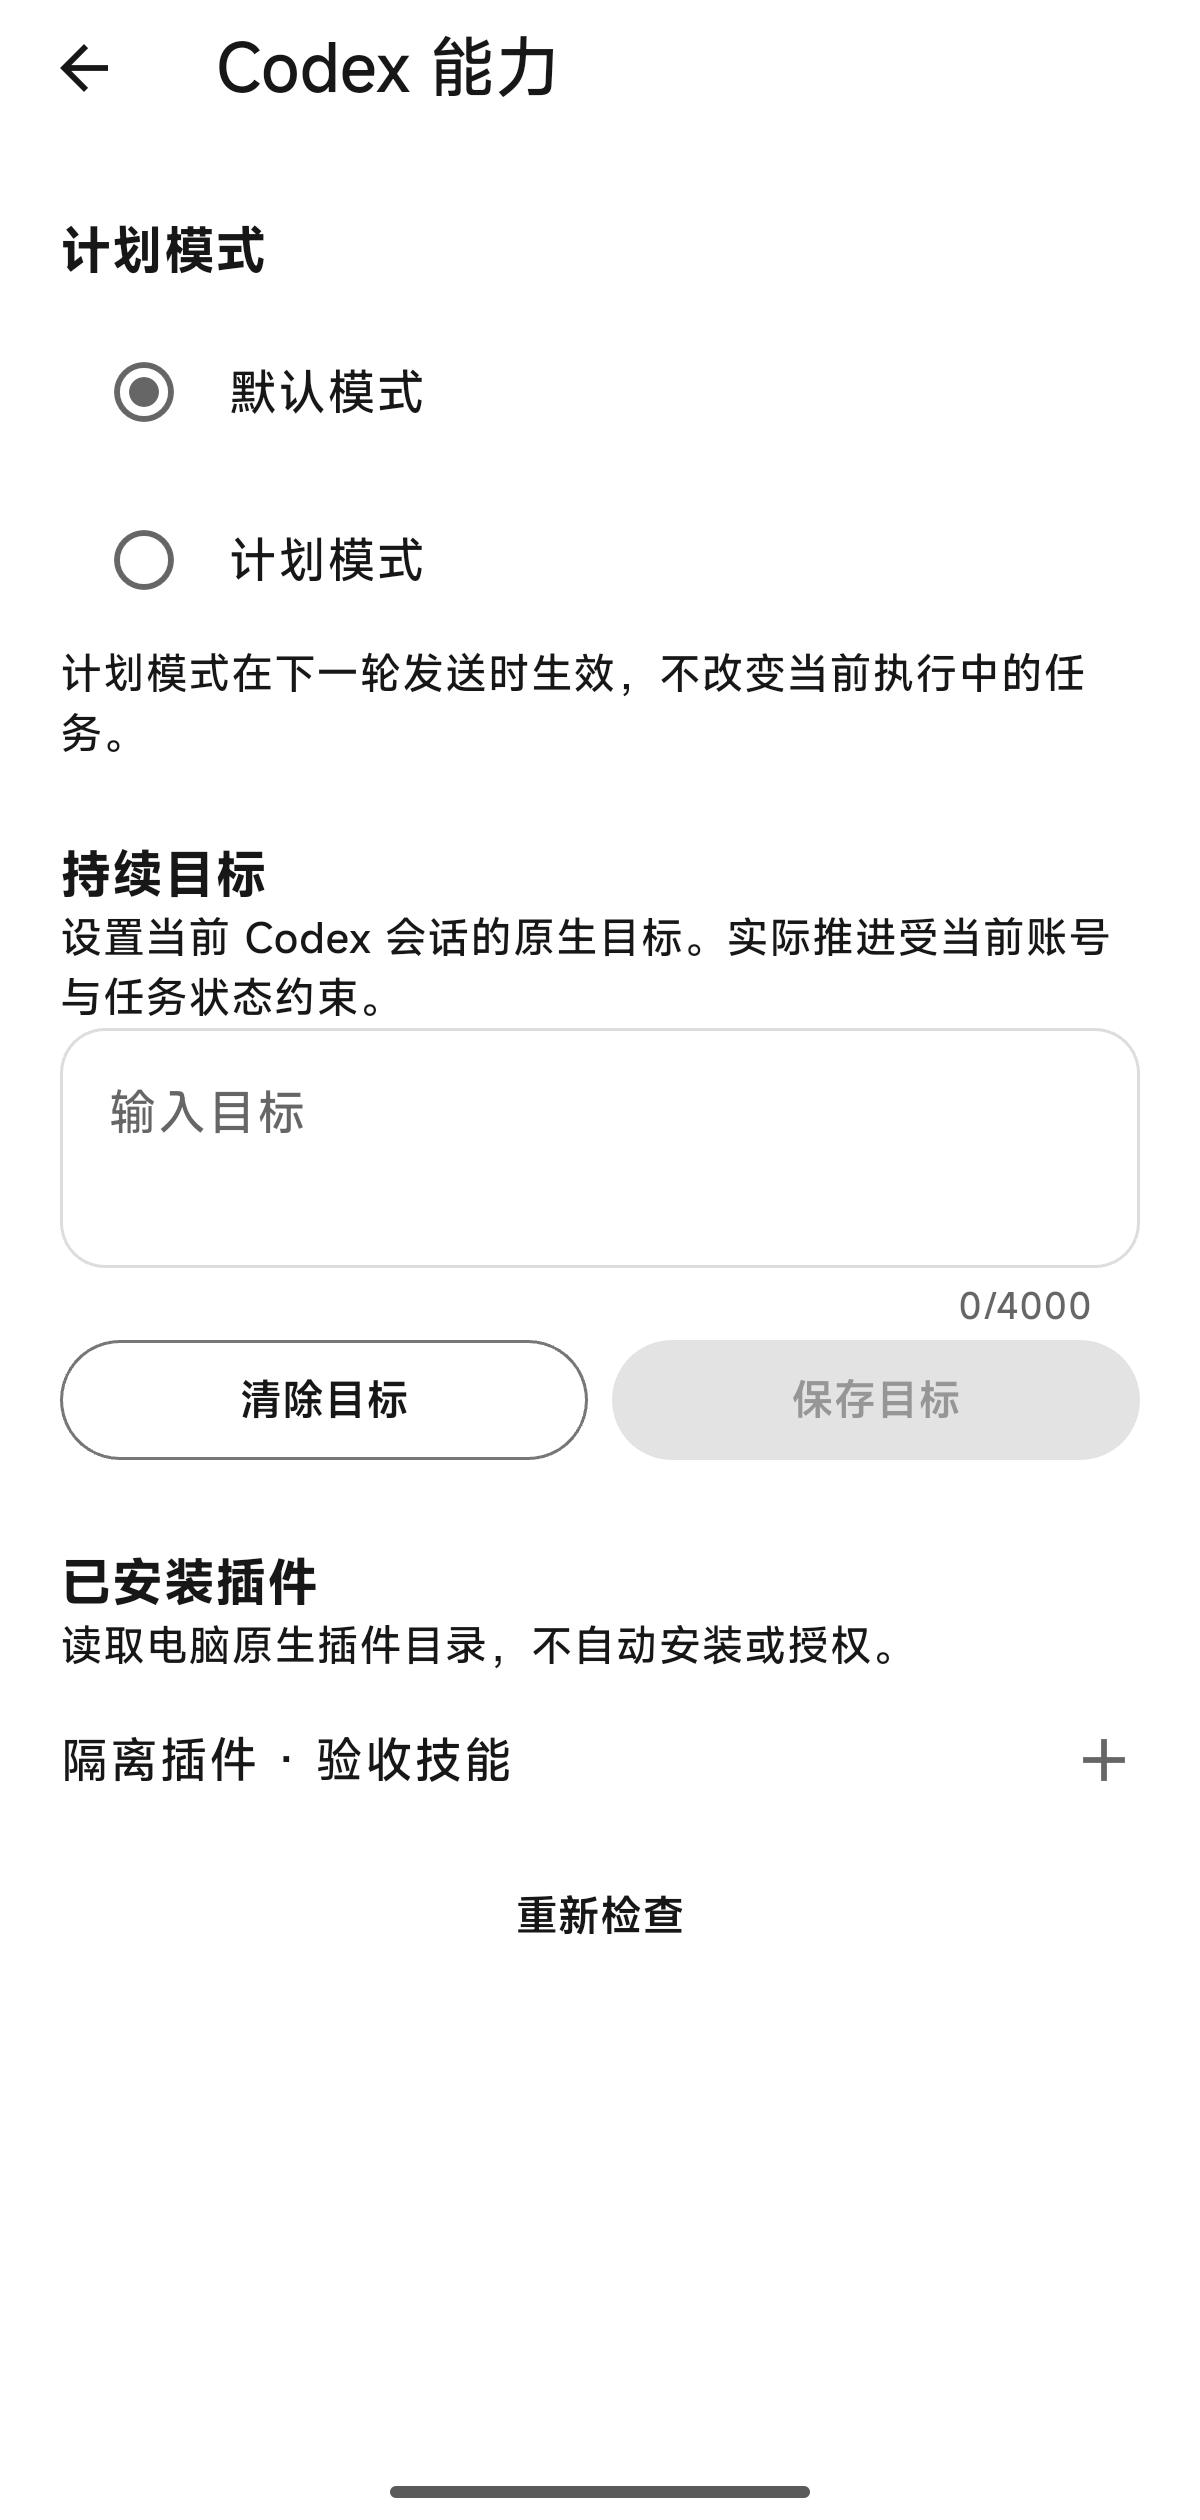 Codex 能力
计划模式
默认模式
计划模式
计划模式在下一轮发送时生效，不改变当前执行中的任
务。
持续目标
设置当前 Codex 会话的原生目标。实际推进受当前账号
与任务状态约束。
输入目标
0/4000
清除目标
保存目标
已安装插件
读取电脑原生插件目录，不自动安装或授权。
隔离插件 · 验收技能
重新检查